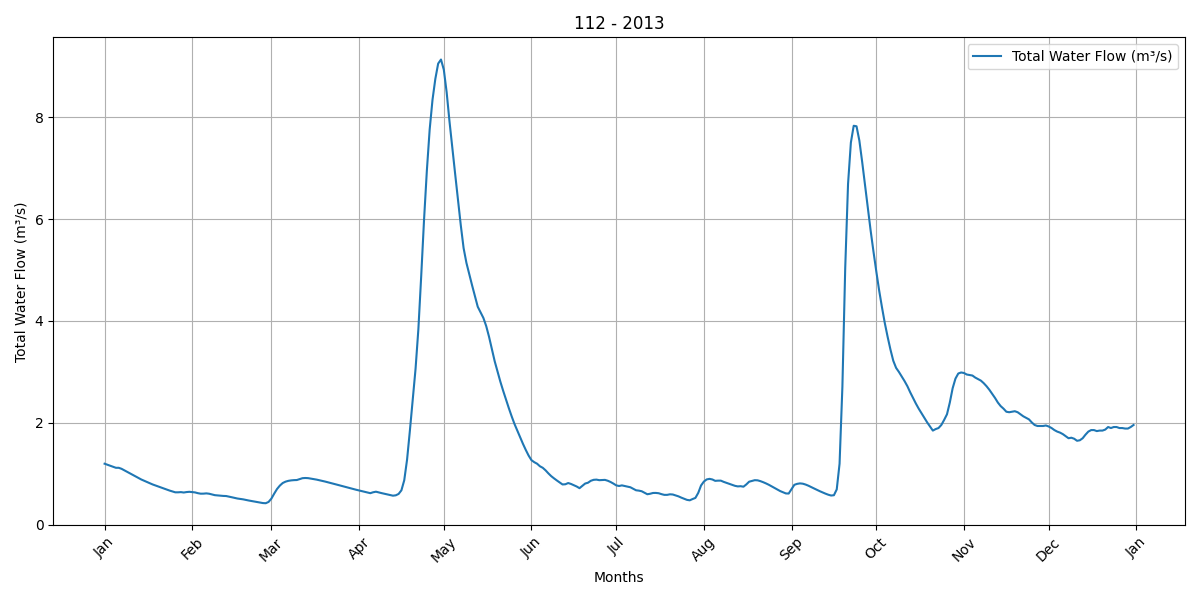 112 - 2013
Total Water Flow (m³/s)
Total Water Flow (m³/s)
8
6
4
2
0
Jan Feb Mar Apr May Jun Jul Aug Sep Oct Nov Dec Jan
Months